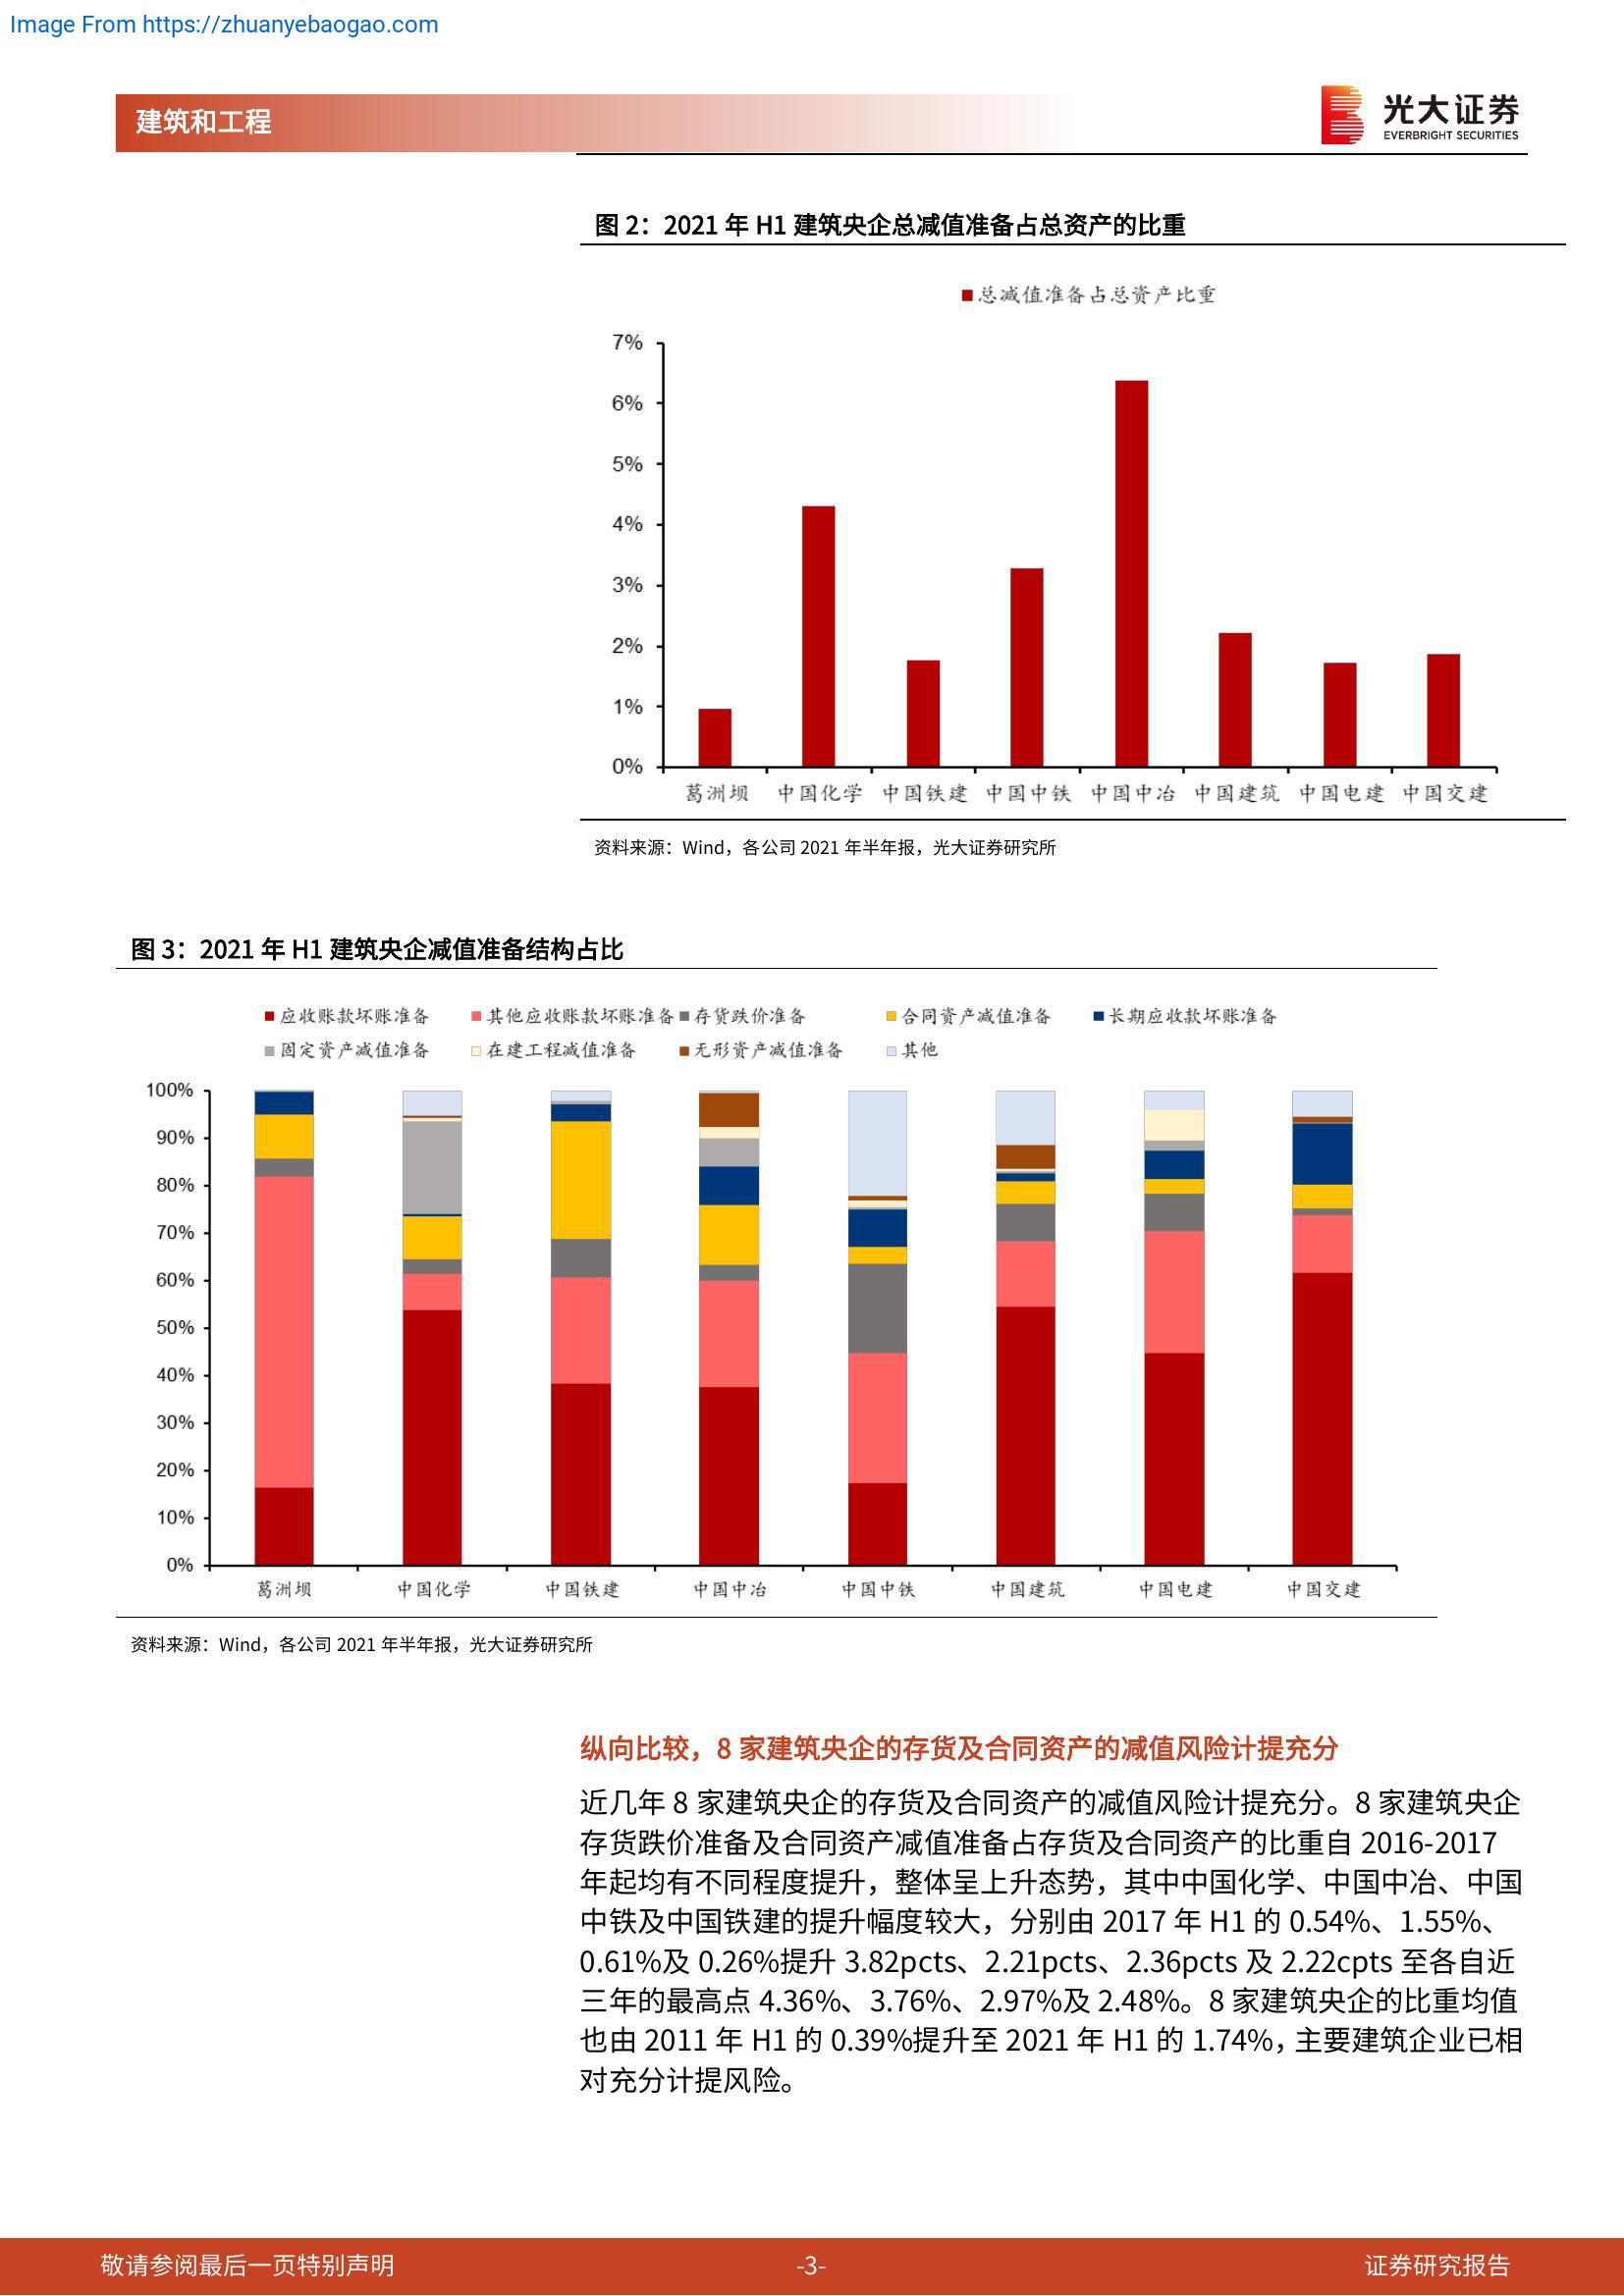 Image From https://zhuanyebaogao.com
建筑和工程
光大证券
EVERBRIGHT SECURITIES
图 2：2021 年 H1 建筑央企总减值准备占总资产的比重
总减值准备占总资产比重
7%
6%
5%
4%
3%
2%
1%
0%
葛洲坝 中国化学 中国铁建 中国中铁 中国中冶 中国建筑 中国电建 中国交建
资料来源：Wind，各公司 2021 年半年报，光大证券研究所
图 3：2021 年 H1 建筑央企减值准备结构占比
应收账款坏账准备 其他应收账款坏账准备 存货跌价准备 合同资产减值准备 长期应收款坏账准备
固定资产减值准备 在建工程减值准备 无形资产减值准备 其他
100%
90%
80%
70%
60%
50%
40%
30%
20%
10%
0%
葛洲坝 中国化学 中国铁建 中国中冶 中国中铁 中国建筑 中国电建 中国交建
资料来源：Wind，各公司 2021 年半年报，光大证券研究所
纵向比较，8 家建筑央企的存货及合同资产的减值风险计提充分
近几年 8 家建筑央企的存货及合同资产的减值风险计提充分。8 家建筑央企
存货跌价准备及合同资产减值准备占存货及合同资产的比重自 2016-2017
年起均有不同程度提升，整体呈上升态势，其中中国化学、中国中冶、中国
中铁及中国铁建的提升幅度较大，分别由 2017 年 H1 的 0.54%、1.55%、
0.61%及 0.26%提升 3.82pcts、2.21pcts、2.36pcts 及 2.22cpts 至各自近
三年的最高点 4.36%、3.76%、2.97%及 2.48%。8 家建筑央企的比重均值
也由 2011 年 H1 的 0.39%提升至 2021 年 H1 的 1.74%，主要建筑企业已相
对充分计提风险。
敬请参阅最后一页特别声明 -3- 证券研究报告